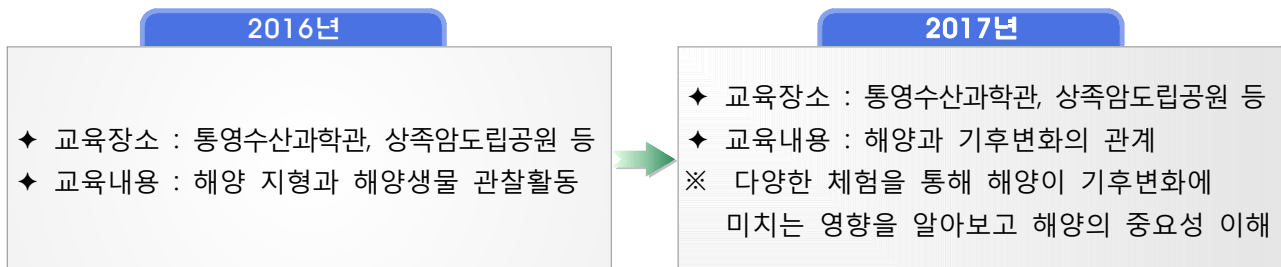 2016년
✦ 교육장소 : 통영수산과학관, 상족암도립공원 등
✦ 교육내용 : 해양 지형과 해양생물 관찰활동
2017년
✦ 교육장소 : 통영수산과학관, 상족암도립공원 등
✦ 교육내용 : 해양과 기후변화의 관계
※ 다양한 체험을 통해 해양이 기후변화에
미치는 영향을 알아보고 해양의 중요성 이해